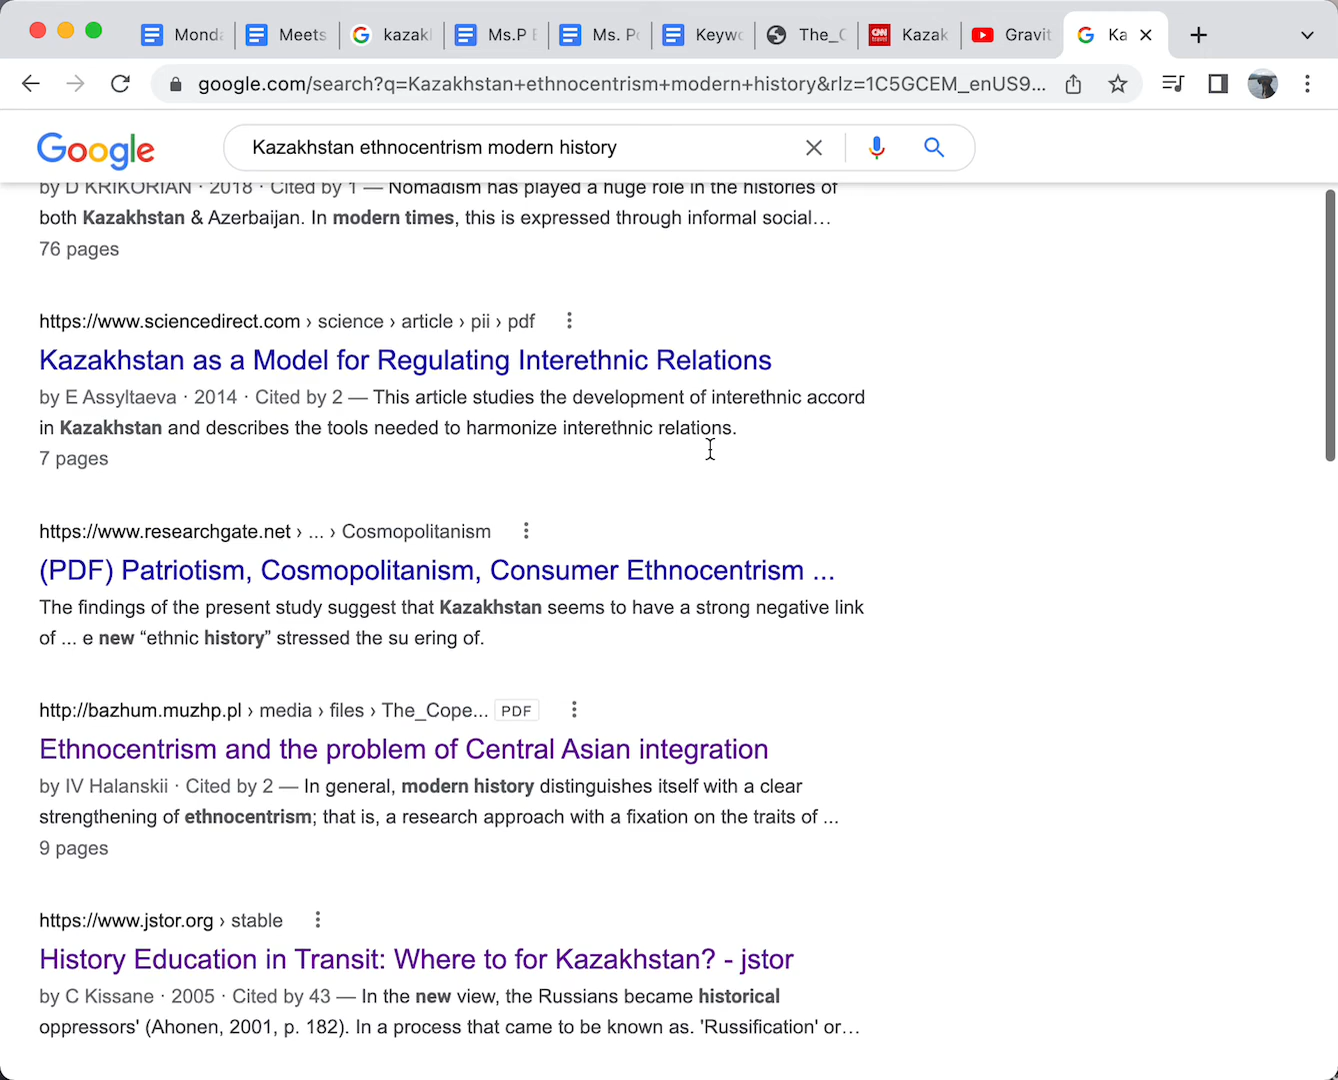 Monda
Meets
kazakl
Ms.P E
Ms. Po
Keywo
The_C
CNN travel
Kazak
Gravit
Ka
google.com/search?q=Kazakhstan+ethnocentrism+modern+history&rlz=1C5GCEM_enUS9...
Google
Kazakhstan ethnocentrism modern history
by D KRIKORIAN · 2018 · Cited by 1 — Nomadism has played a huge role in the histories of
both Kazakhstan & Azerbaijan. In modern times, this is expressed through informal social...
76 pages
https://www.sciencedirect.com › science › article › pii › pdf
Kazakhstan as a Model for Regulating Interethnic Relations
by E Assyltaeva · 2014 · Cited by 2 — This article studies the development of interethnic accord
in Kazakhstan and describes the tools needed to harmonize interethnic relations.
7 pages
https://www.researchgate.net › ... › Cosmopolitanism
(PDF) Patriotism, Cosmopolitanism, Consumer Ethnocentrism ...
The findings of the present study suggest that Kazakhstan seems to have a strong negative link
of ... e new “ethnic history” stressed the su ering of.
http://bazhum.muzhp.pl › media › files › The_Cope... PDF
Ethnocentrism and the problem of Central Asian integration
by IV Halanskii · Cited by 2 — In general, modern history distinguishes itself with a clear
strengthening of ethnocentrism; that is, a research approach with a fixation on the traits of ...
9 pages
https://www.jstor.org › stable
History Education in Transit: Where to for Kazakhstan? - jstor
by C Kissane · 2005 · Cited by 43 — In the new view, the Russians became historical
oppressors' (Ahonen, 2001, p. 182). In a process that came to be known as. 'Russification' or...